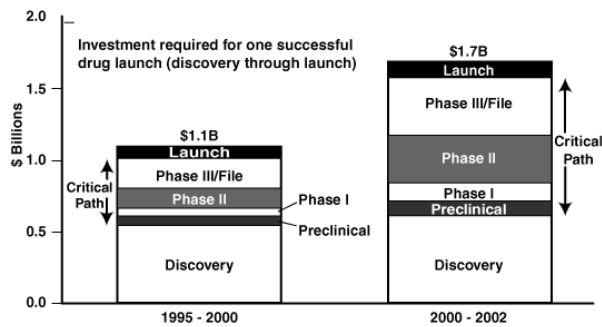 2.0
1.5
1.0
0.5
0.0
$ Billions
Investment required for one successful
drug launch (discovery through launch)
$1.1B
Launch
Phase III/File
Phase II
Phase I
Preclinical
Discovery
Critical
Path
1995 - 2000
$1.7B
Launch
Phase III/File
Phase II
Phase I
Preclinical
Discovery
Critical
Path
2000 - 2002